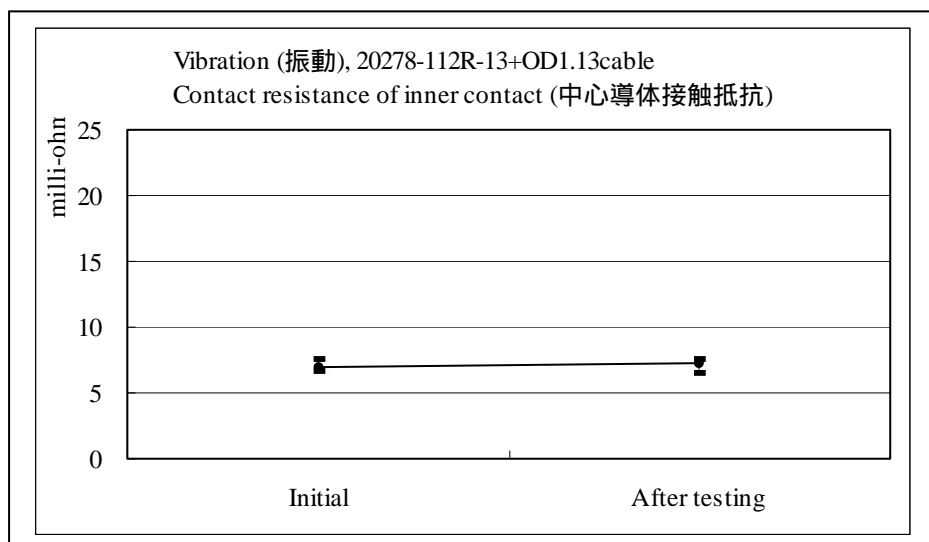 Vibration (振動), 20278-112R-13+OD1.13cable
Contact resistance of inner contact (中心導体接触抵抗)
milli-ohm
25
20
15
10
5
0
Initial
After testing